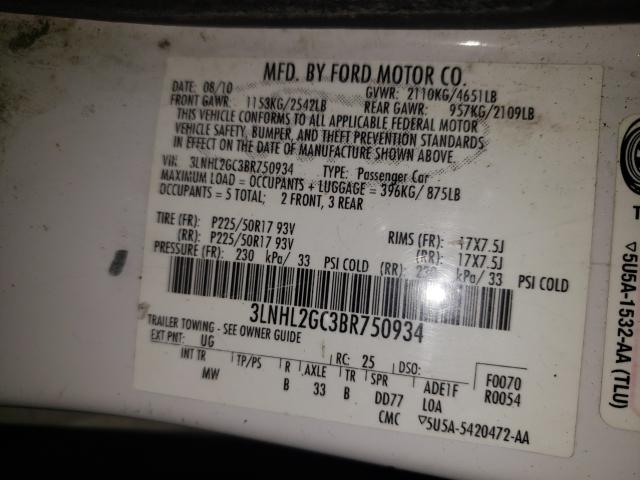 MFD. BY FORD MOTOR CO.
DATE: 08/10 GVWR: 2110KG/4651LB
FRONT GAWR: 1153KG/2542LB REAR GAWR: 957KG/2109LB
THIS VEHICLE CONFORMS TO ALL APPLICABLE FEDERAL MOTOR
VEHICLE SAFETY, BUMPER, AND THEFT PREVENTION STANDARDS
IN EFFECT ON THE DATE OF MANUFACTURE SHOWN ABOVE.
VIN: 3LNHL2GC3BR750934 TYPE: Passenger Car
MAXIMUM LOAD = OCCUPANTS + LUGGAGE = 396KG/ 875LB
OCCUPANTS = 5 TOTAL; 2 FRONT, 3 REAR
TIRE (FR): P225/50R17 93V RIMS (FR): 17X7.5J
(RR): P225/50R17 93V (RR): 17X7.5J
PRESSURE (FR): 230 kPa/ 33 PSI COLD (RR): 230 kPa/ 33 PSI COLD
3LNHL2GC3BR750934
TRAILER TOWING - SEE OWNER GUIDE
EXT PNT: UG RC: 25 DSO: F0070
R0054
INT TR TP/PS R AXLE TR SPR ADE1F
MW B 33 B DD77 LOA
CMC ▽5U5A-5420472-AA
▽5U5A-1532-AA (TLU)